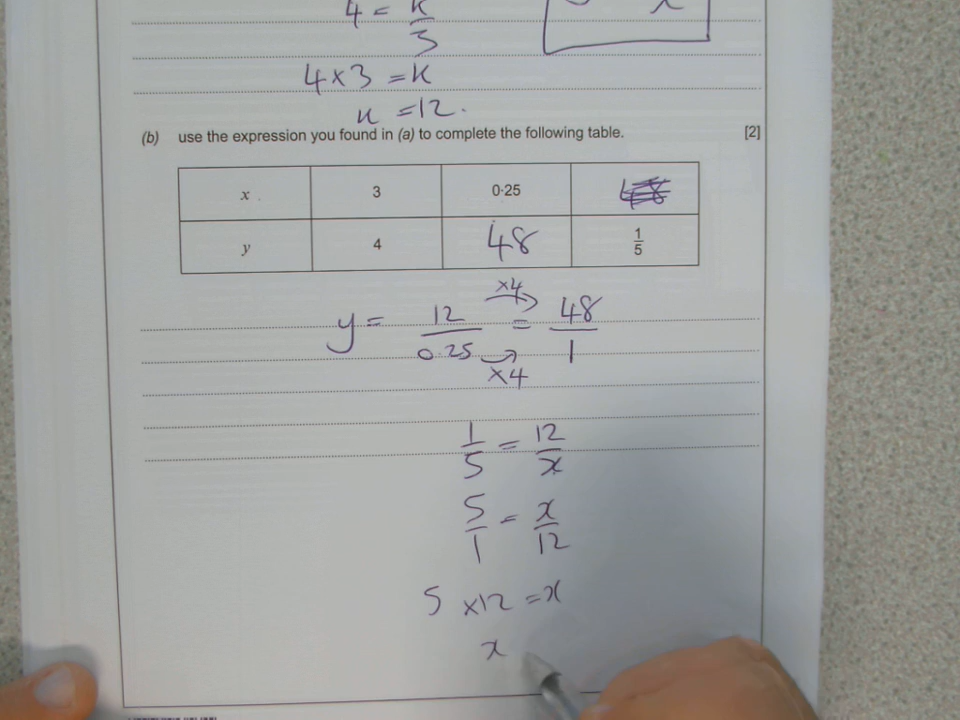 4 = k/3
4 × 3 = k
k = 12.
(b) use the expression you found in (a) to complete the following table. [2]
x 3 0·25
y 4 48 1/5
×4
y = 12/0.25 = 48/1
×4
1/5 = 12/x
5/1 = x/12
5 × 12 = x
x